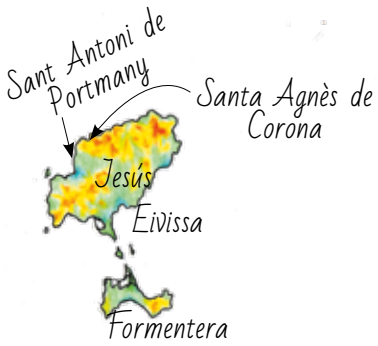 Sant Antoni de
Portmany
Santa Agnès de
Corona
Jesús
Eivissa
Formentera